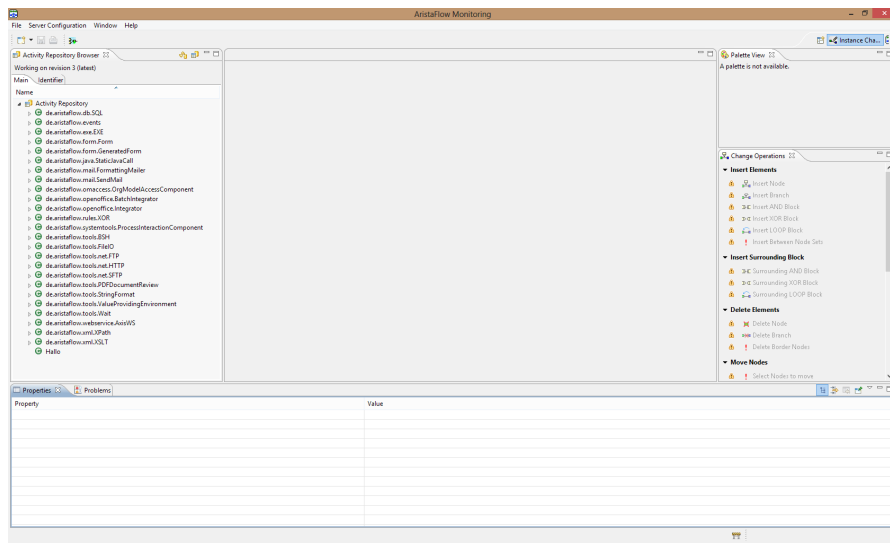 AristaFlow Monitoring
File Server Configuration Window Help
Instance Cha...
Activity Repository Browser
Working on revision 3 (latest)
Main Identifier
Name
Activity Repository
de.aristaflow.db.SQL
de.aristaflow.events
de.aristaflow.exe.EXE
de.aristaflow.form.Form
de.aristaflow.form.GeneratedForm
de.aristaflow.java.StaticJavaCall
de.aristaflow.mail.FormattingMailer
de.aristaflow.mail.SendMail
de.aristaflow.omaccess.OrgModelAccessComponent
de.aristaflow.openoffice.BatchIntegrator
de.aristaflow.openoffice.Integrator
de.aristaflow.rules.XOR
de.aristaflow.systemtools.ProcessInteractionComponent
de.aristaflow.tools.BSH
de.aristaflow.tools.FileIO
de.aristaflow.tools.net.FTP
de.aristaflow.tools.net.HTTP
de.aristaflow.tools.net.SFTP
de.aristaflow.tools.PDFDocumentReview
de.aristaflow.tools.StringFormat
de.aristaflow.tools.ValueProvidingEnvironment
de.aristaflow.tools.Wait
de.aristaflow.webservice.AxisWS
de.aristaflow.xml.XPath
de.aristaflow.xml.XSLT
Hallo
Palette View
A palette is not available.
Change Operations
Insert Elements
Insert Node
Insert Branch
Insert AND Block
Insert XOR Block
Insert LOOP Block
Insert Between Node Sets
Insert Surrounding Block
Surrounding AND Block
Surrounding XOR Block
Surrounding LOOP Block
Delete Elements
Delete Node
Delete Branch
Delete Border Nodes
Move Nodes
Select Nodes to move
Properties Problems
Property Value